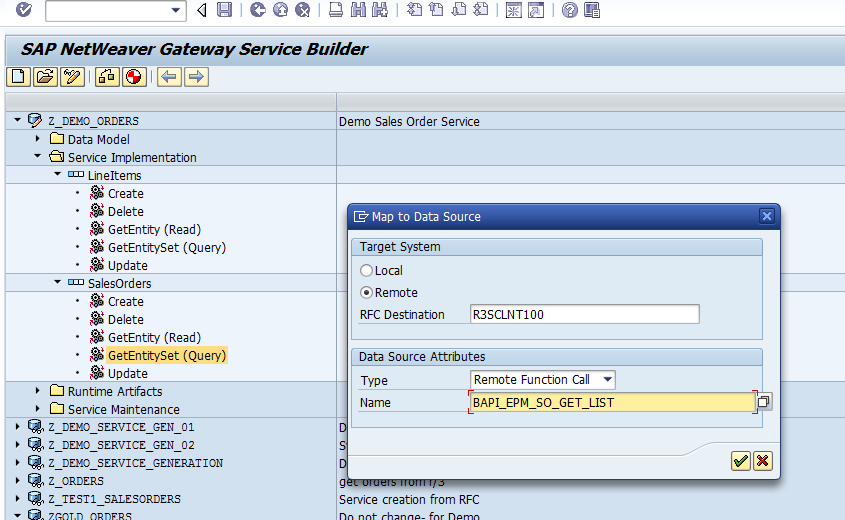 SAP NetWeaver Gateway Service Builder
Z_DEMO_ORDERS Demo Sales Order Service
Data Model
Service Implementation
LineItems
Create
Delete
GetEntity (Read)
GetEntitySet (Query)
Update
SalesOrders
Create
Delete
GetEntity (Read)
GetEntitySet (Query)
Update
Runtime Artifacts
Service Maintenance
Z_DEMO_SERVICE_GEN_01 D
Z_DEMO_SERVICE_GEN_02
Z_DEMO_SERVICE_GENERATION D
Z_ORDERS get orders from r/3
Z_TEST1_SALESORDERS Service creation from RFC
ZGOLD_ORDERS Do not change- for Demo
Map to Data Source
Target System
Local
Remote
RFC Destination R3SCLNT100
Data Source Attributes
Type Remote Function Call
Name BAPI_EPM_SO_GET_LIST